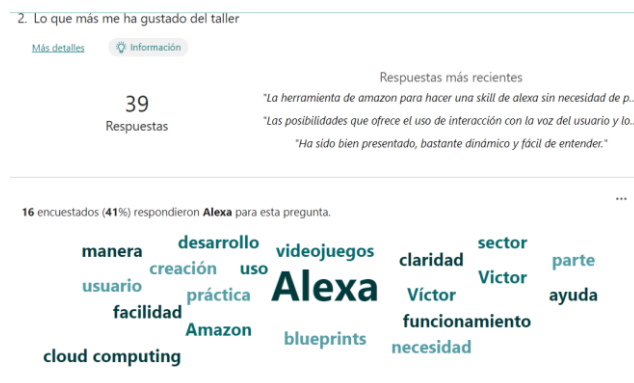 2. Lo que más me ha gustado del taller
Más detalles
Información
39
Respuestas
Respuestas más recientes
"La herramienta de amazon para hacer una skill de alexa sin necesidad de p..
"Las posibilidades que ofrece el uso de interacción con la voz del usuario y lo..
"Ha sido bien presentado, bastante dinámico y fácil de entender."
...
16 encuestados (41%) respondieron Alexa para esta pregunta.
manera desarrollo videojuegos claridad sector parte
usuario creación uso Alexa Víctor Victor ayuda
facilidad práctica funcionamiento
Amazon blueprints necesidad
cloud computing